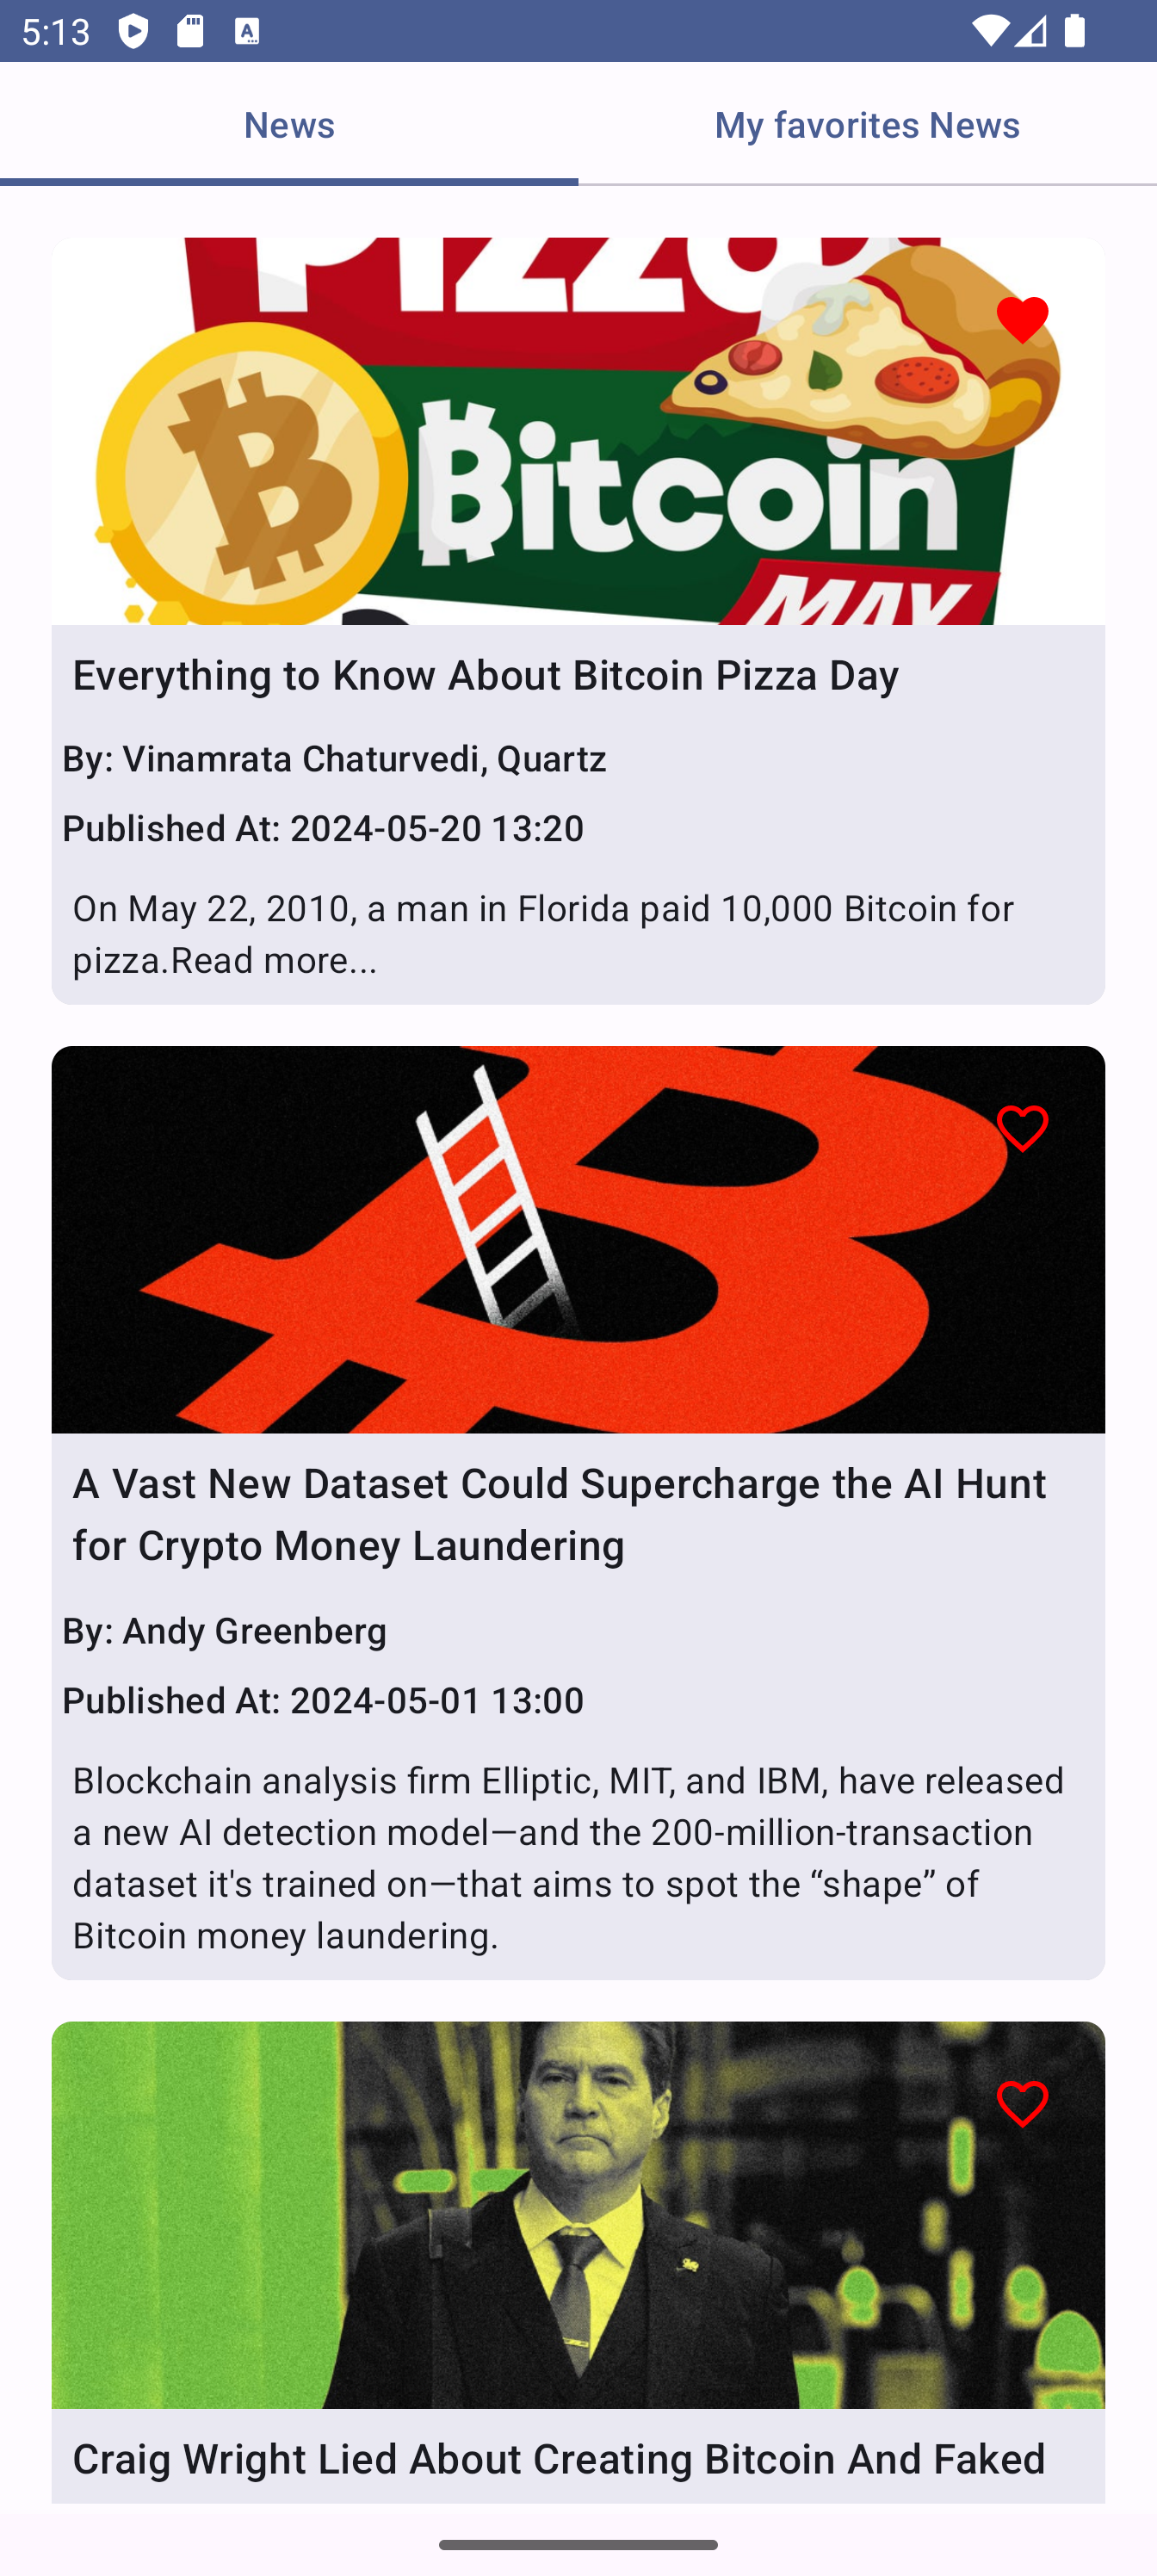 5:13
News
My favorites News
Pizza
Bitcoin
MAY
Everything to Know About Bitcoin Pizza Day
By: Vinamrata Chaturvedi, Quartz
Published At: 2024-05-20 13:20
On May 22, 2010, a man in Florida paid 10,000 Bitcoin for
pizza.Read more...
A Vast New Dataset Could Supercharge the AI Hunt
for Crypto Money Laundering
By: Andy Greenberg
Published At: 2024-05-01 13:00
Blockchain analysis firm Elliptic, MIT, and IBM, have released
a new AI detection model—and the 200-million-transaction
dataset it's trained on—that aims to spot the “shape” of
Bitcoin money laundering.
Craig Wright Lied About Creating Bitcoin And Faked